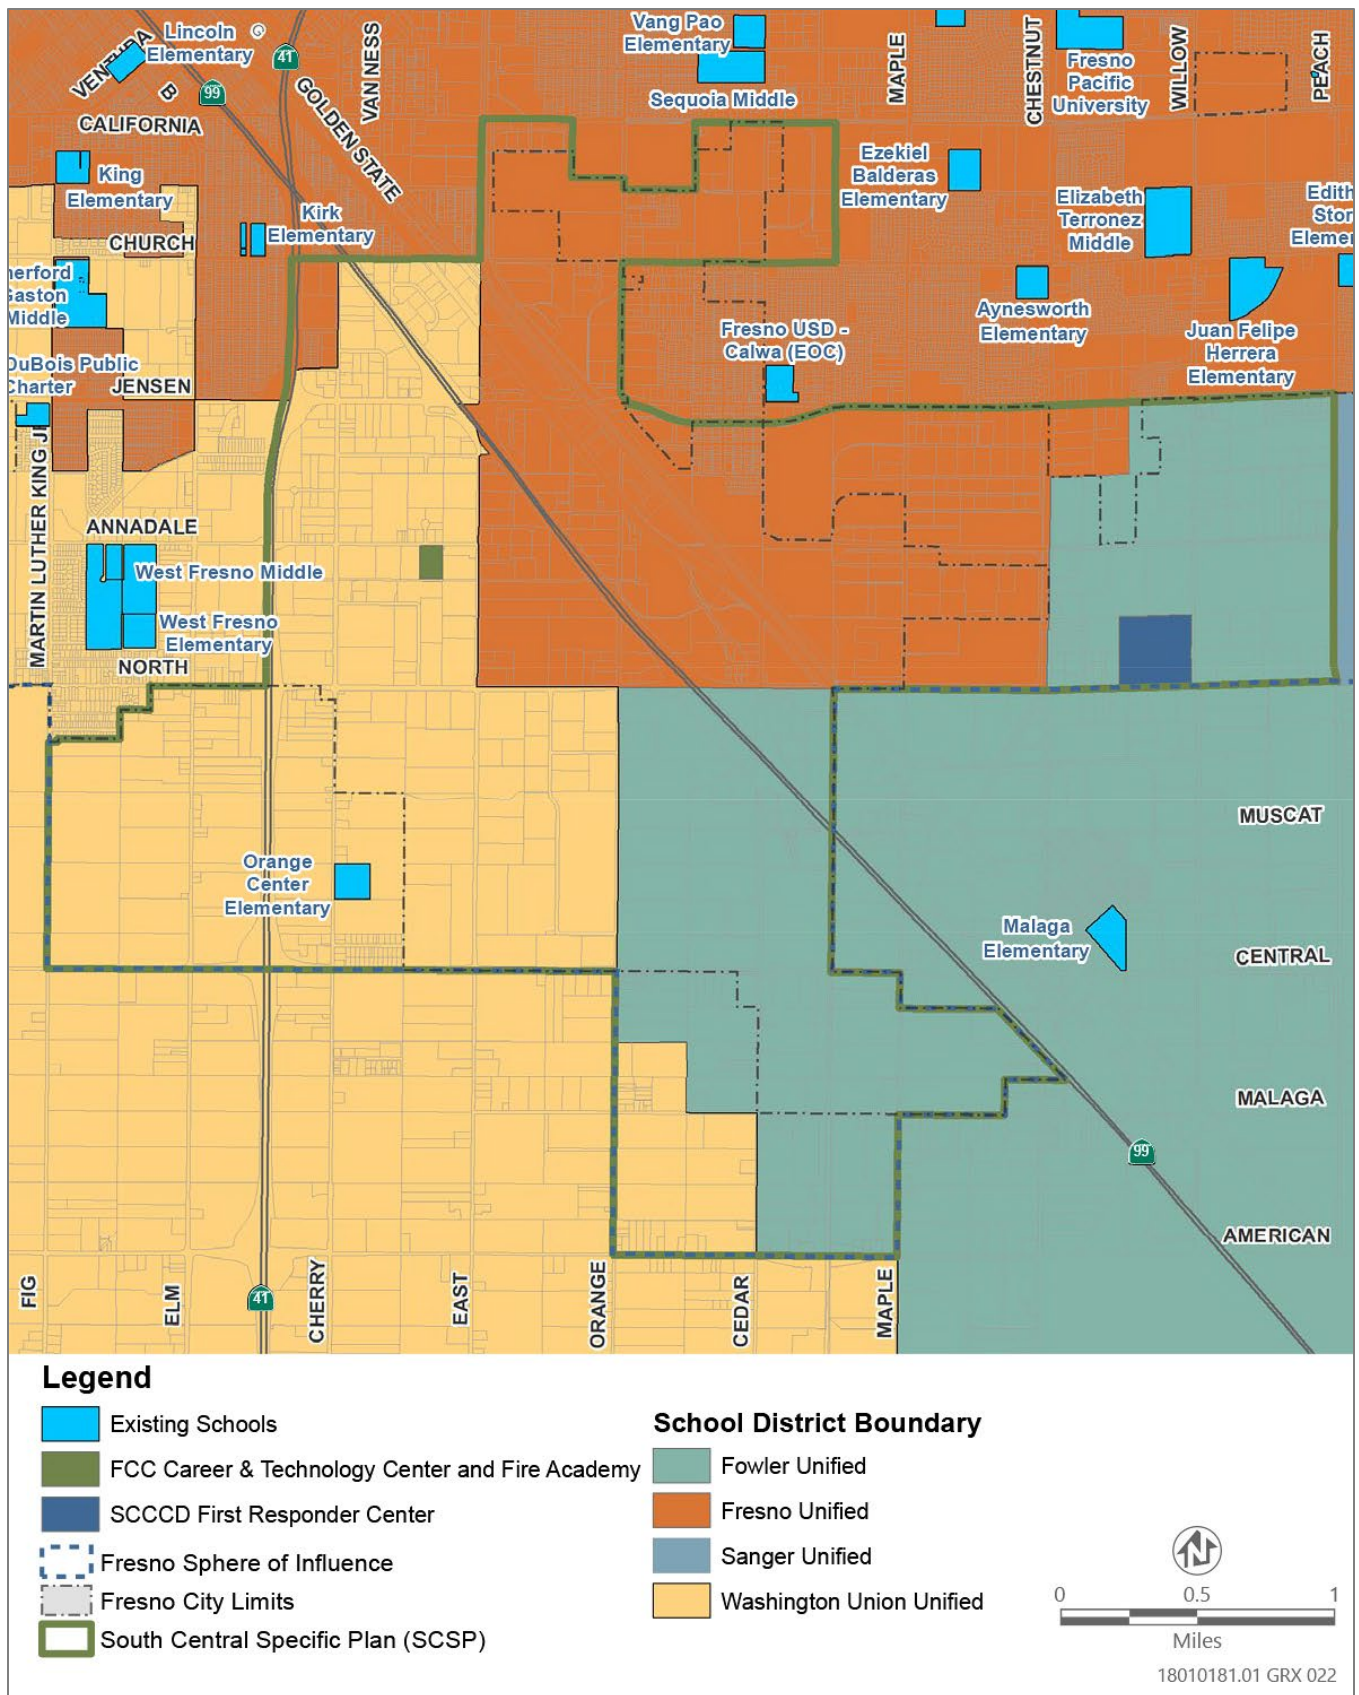 Lincoln
Elementary
Vang Pao
Elementary
Sequoia Middle
Fresno
Pacific
University
VENTURA
B
G
41
99
GOLDEN STATE
VAN NESS
MAPLE
CHESTNUT
WILLOW
PEACH
CALIFORNIA
King
Elementary
Kirk
Elementary
CHURCH
Ezekiel
Balderas
Elementary
Elizabeth
Terronez
Middle
Edith
Stor
Elemen
herford
Gaston
Middle
DuBois Public
Charter
JENSEN
Fresno USD -
Calwa (EOC)
Aynesworth
Elementary
Juan Felipe
Herrera
Elementary
MARTIN LUTHER KING J
ANNADALE
West Fresno Middle
West Fresno
Elementary
NORTH
Orange
Center
Elementary
Malaga
Elementary
MUSCAT
CENTRAL
MALAGA
99
AMERICAN
FIG
ELM
41
CHERRY
EAST
ORANGE
CEDAR
MAPLE
Legend
Existing Schools
FCC Career & Technology Center and Fire Academy
SCCCD First Responder Center
Fresno Sphere of Influence
Fresno City Limits
South Central Specific Plan (SCSP)
School District Boundary
Fowler Unified
Fresno Unified
Sanger Unified
Washington Union Unified
N
0 0.5 1
Miles
18010181.01 GRX 022